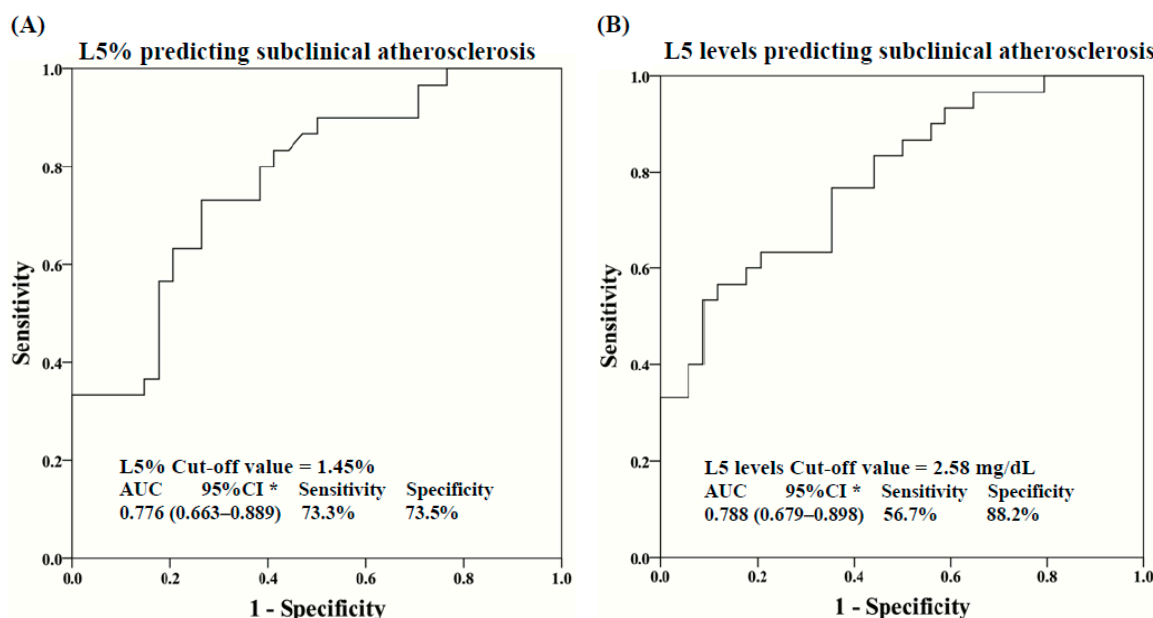 (A)
L5% predicting subclinical atherosclerosis
1.0
0.8
0.6
0.4
0.2
0.0
Sensitivity
L5% Cut-off value = 1.45%
AUC 95%CI * Sensitivity Specificity
0.776 (0.663–0.889) 73.3% 73.5%
0.0 0.2 0.4 0.6 0.8 1.0
1 - Specificity
(B)
L5 levels predicting subclinical atherosclerosis
1.0
0.8
0.6
0.4
0.2
0.0
Sensitivity
L5 levels Cut-off value = 2.58 mg/dL
AUC 95%CI * Sensitivity Specificity
0.788 (0.679–0.898) 56.7% 88.2%
0.0 0.2 0.4 0.6 0.8 1.0
1 - Specificity